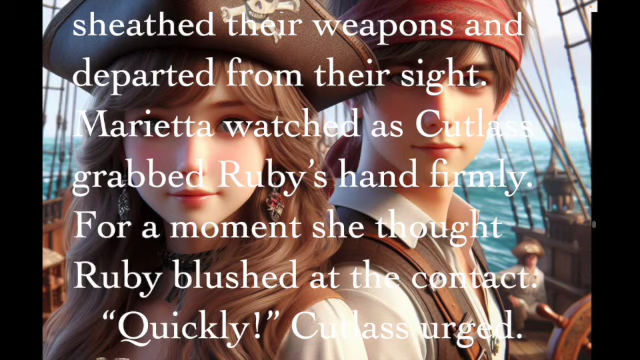 sheathed their weapons and
departed from their sight.
Marietta watched as Cutlass
grabbed Ruby’s hand firmly.
For a moment she thought
Ruby blushed at the contact.
“Quickly!” Cutlass urged.